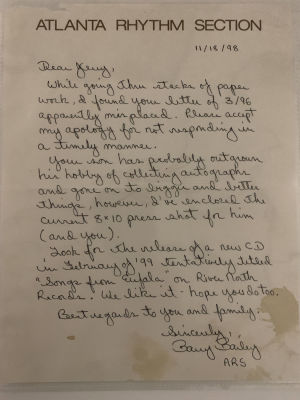 ATLANTA RHYTHM SECTION
11/18/98
Dear Jerry,
While going thru stacks of paper
work, I found your letter of 3/96
apparently misplaced. Please accept
my apology for not responding in
a timely manner.
Your son has probably outgrown
his hobby of collecting autographs
and gone on to bigger and better
things, however, I've enclosed the
current 8x10 press shot for him
(and you).
Look for the release of a new CD
in February of '99 tentatively titled
"Songs from Eufala" on River North
Records. We like it - hope you do too.
Best regards to you and family.
Sincerely,
Barry Bailey
ARS